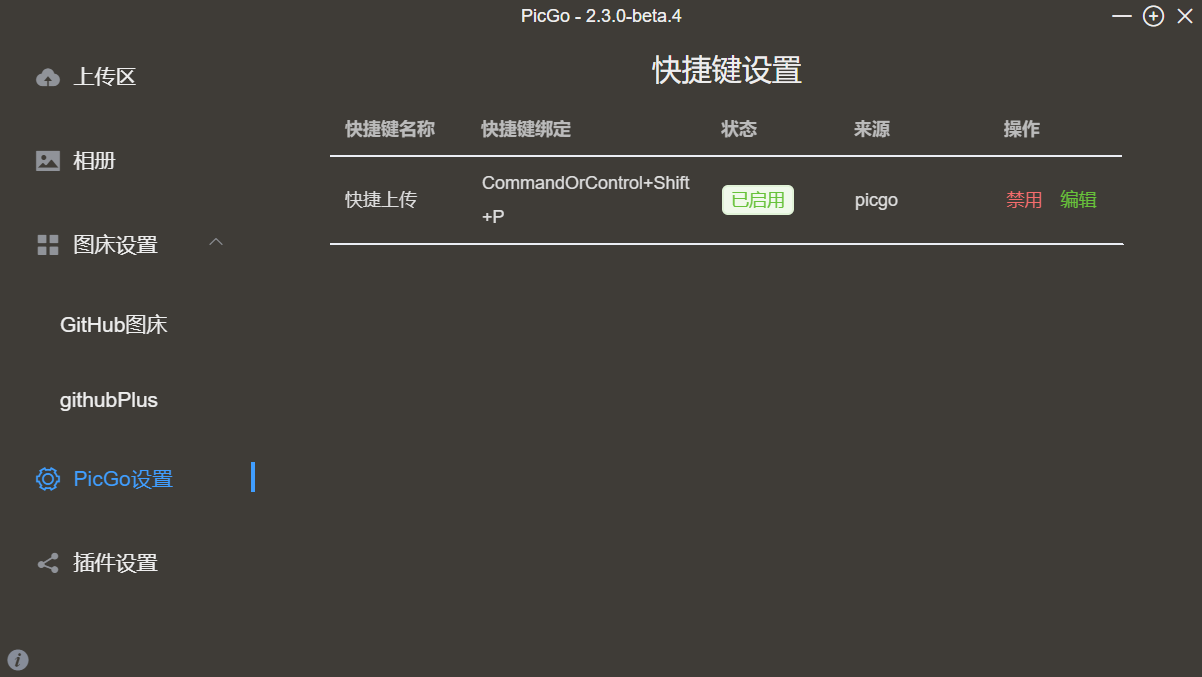 PicGo - 2.3.0-beta.4
上传区
相册
图床设置
GitHub图床
githubPlus
PicGo设置
插件设置
快捷键设置
快捷键名称 快捷键绑定 状态 来源 操作
快捷上传 CommandOrControl+Shift
+P 已启用 picgo 禁用 编辑